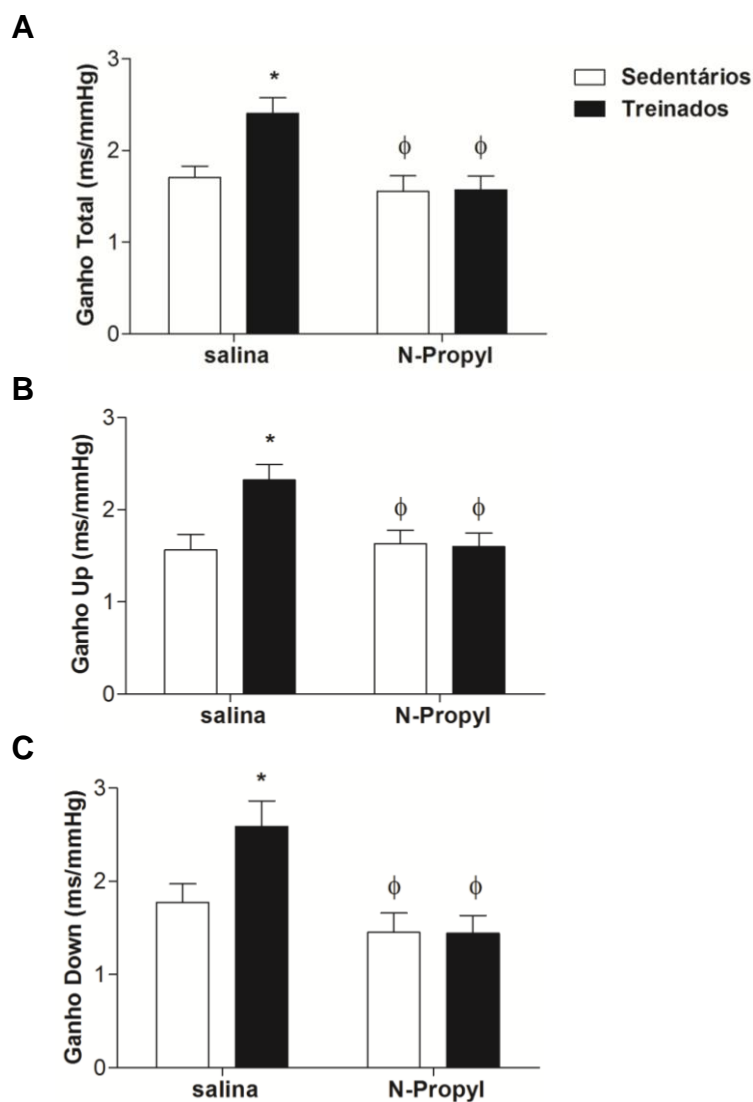 A
Ganho Total (ms/mmHg)
3
2
1
0
*
ϕ ϕ
salina N-Propyl
Sedentários
Treinados
B
Ganho Up (ms/mmHg)
3
2
1
0
*
ϕ ϕ
salina N-Propyl
C
Ganho Down (ms/mmHg)
3
2
1
0
*
ϕ ϕ
salina N-Propyl